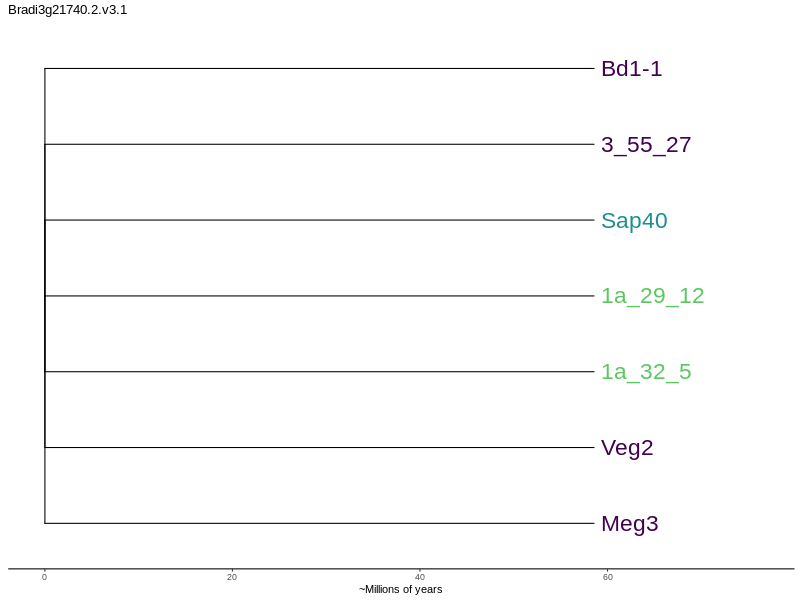 Bradi3g21740.2.v3.1
Bd1-1
3_55_27
Sap40
1a_29_12
1a_32_5
Veg2
Meg3
0 20 40 60
~Millions of years